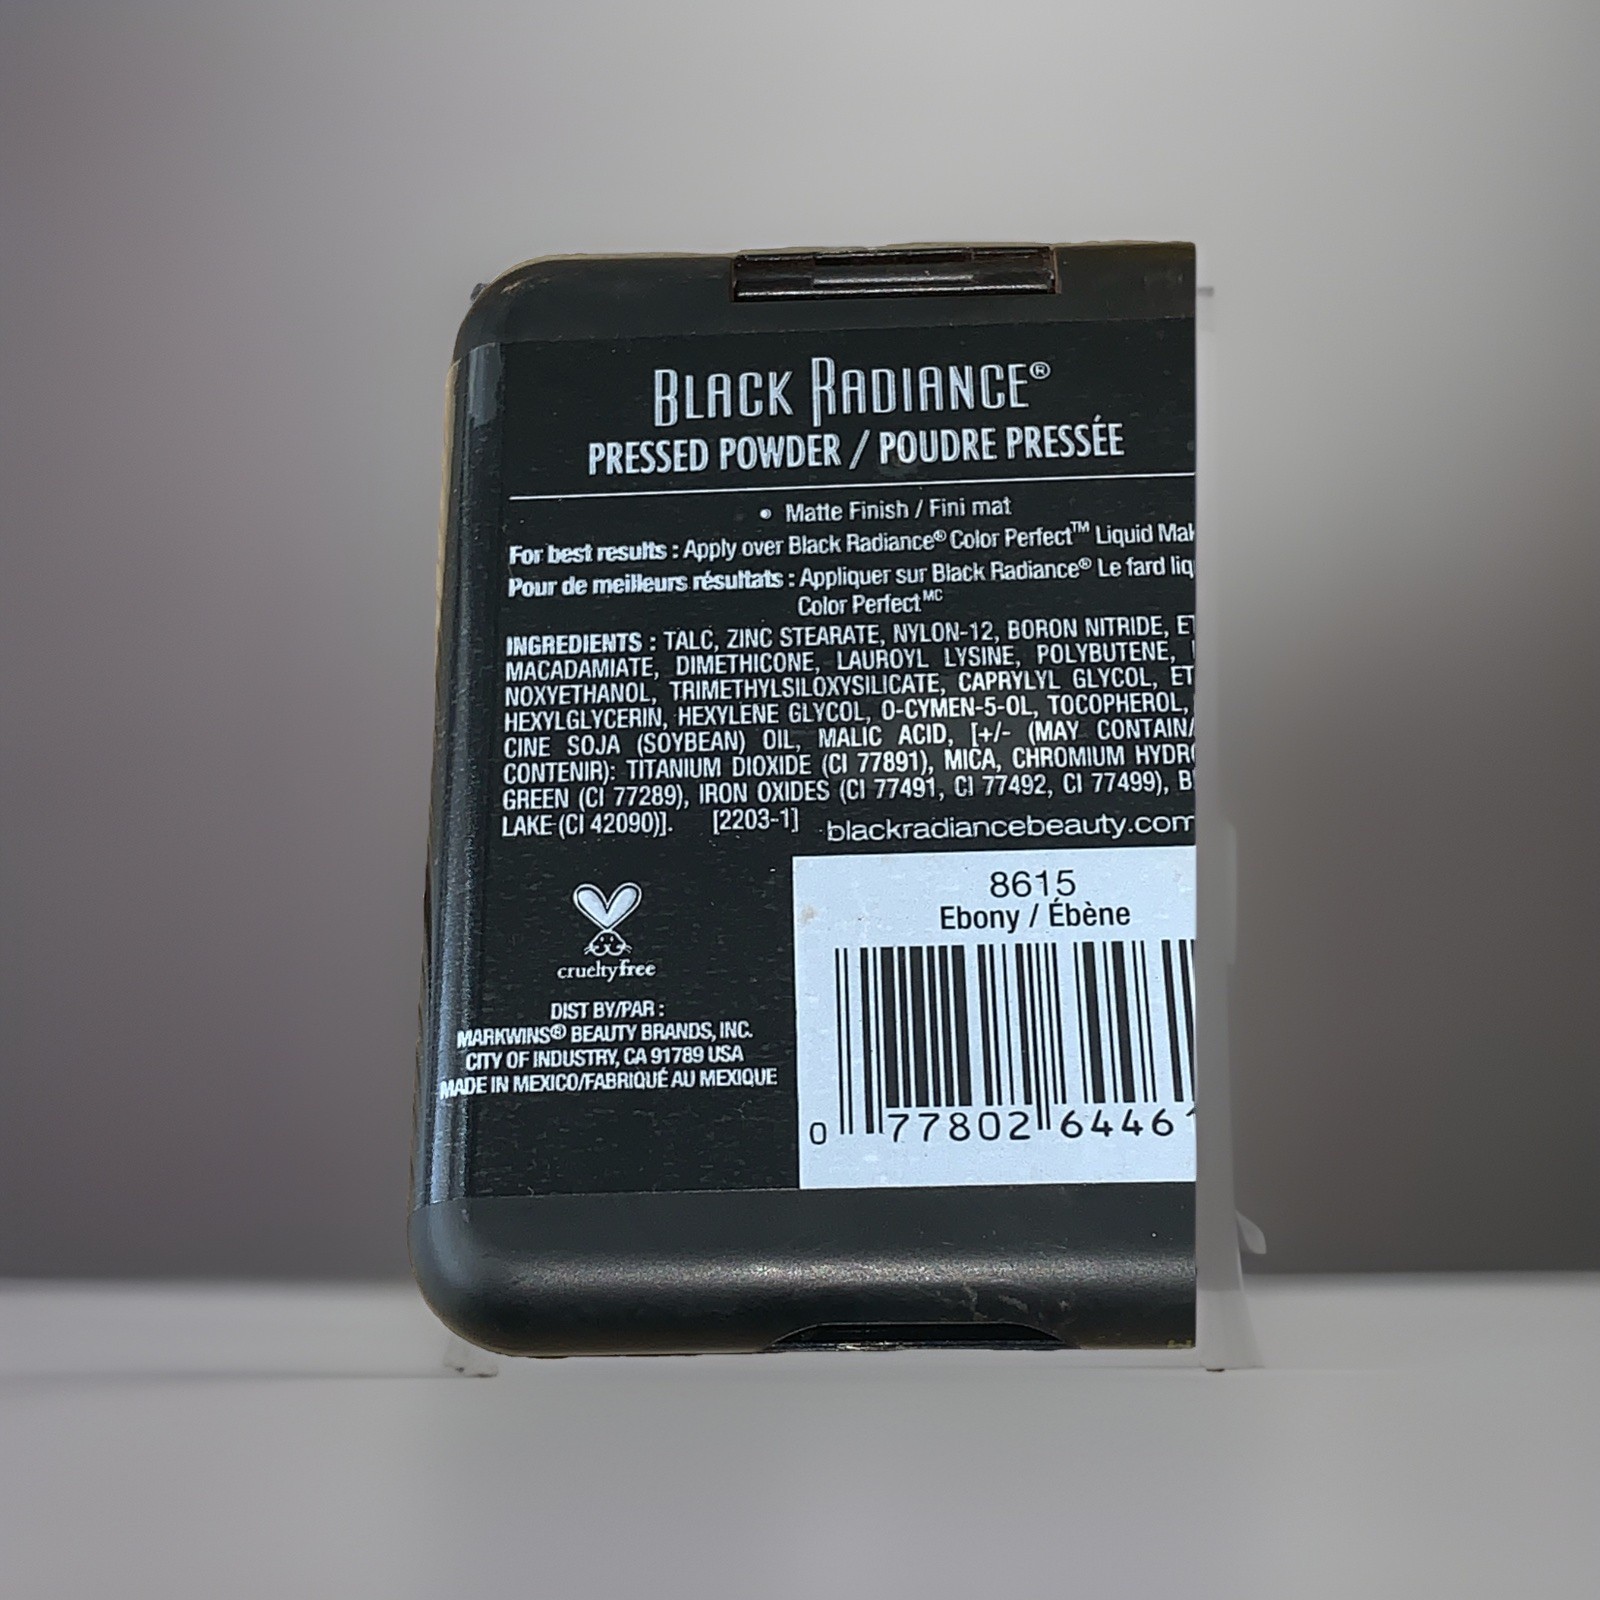 BLACK RADIANCE®
PRESSED POWDER / POUDRE PRESSÉE
• Matte Finish / Fini mat
For best results : Apply over Black Radiance® Color Perfect™ Liquid
Pour de meilleurs résultats : Appliquer sur Black Radiance® Le fard
Color Perfect MC
INGREDIENTS : TALC, ZINC STEARATE, NYLON-12, BORON NITRIDE,
MACADAMIATE, DIMETHICONE, LAUROYL LYSINE, POLYBUTENE,
NOXYETHANOL, TRIMETHYLSILOXYSILICATE, CAPRYLYL GLYCOL,
HEXYLGLYCERIN, HEXYLENE GLYCOL, O-CYMEN-5-OL, TOCOPHEROL,
CINE SOJA (SOYBEAN) OIL, MALIC ACID, [+/- (MAY CONTAIN/
CONTENIR): TITANIUM DIOXIDE (CI 77891), MICA, CHROMIUM
GREEN (CI 77289), IRON OXIDES (CI 77491, CI 77492, CI 77499),
LAKE (CI 42090)]. [2203-1] blackradiancebeauty.com
8615
Ebony / Ébène
crueltyfree
DIST BY/PAR :
MARKWINS® BEAUTY BRANDS, INC.
CITY OF INDUSTRY, CA 91789 USA
MADE IN MEXICO/FABRIQUÉ AU MEXIQUE
0 77802 6446